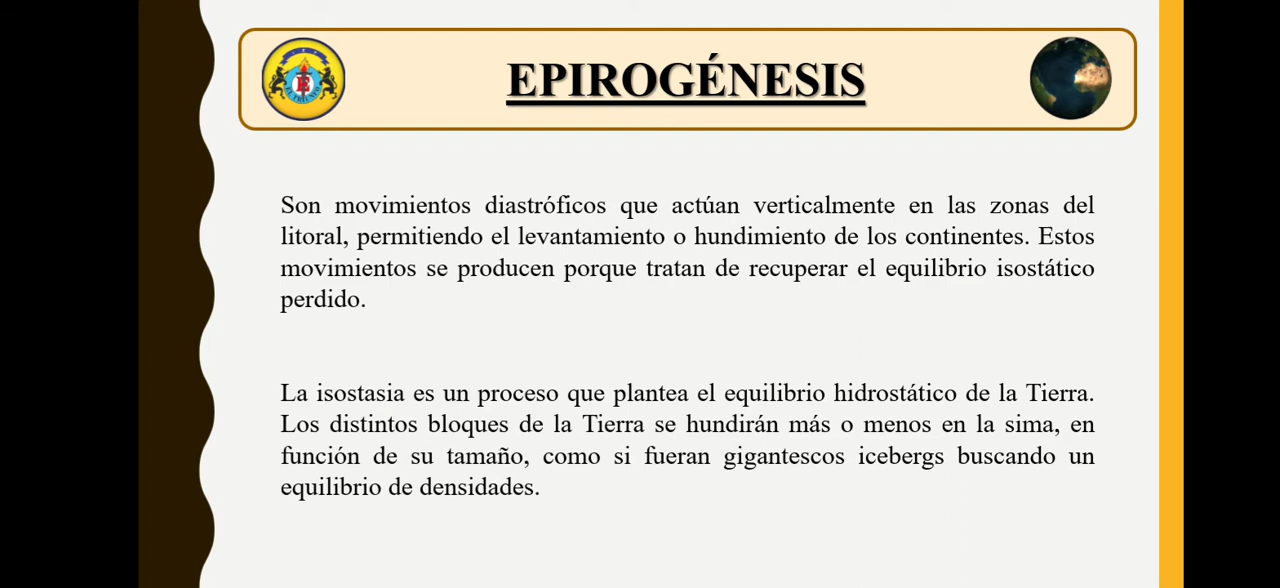 EPIROGÉNESIS
EL TRIUNFO
Son movimientos diastróficos que actúan verticalmente en las zonas del
litoral, permitiendo el levantamiento o hundimiento de los continentes. Estos
movimientos se producen porque tratan de recuperar el equilibrio isostático
perdido.
La isostasia es un proceso que plantea el equilibrio hidrostático de la Tierra.
Los distintos bloques de la Tierra se hundirán más o menos en la sima, en
función de su tamaño, como si fueran gigantescos icebergs buscando un
equilibrio de densidades.